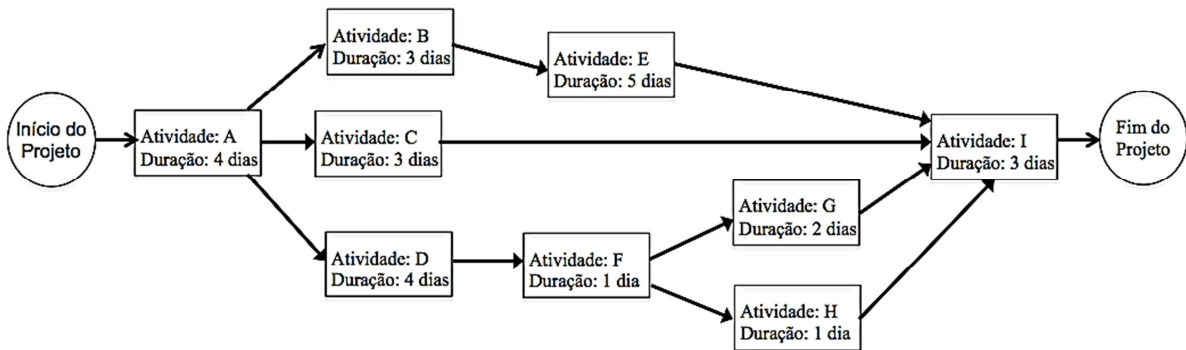 Início do
Projeto
Atividade: A
Duração: 4 dias
Atividade: B
Duração: 3 dias
Atividade: E
Duração: 5 dias
Atividade: C
Duração: 3 dias
Atividade: D
Duração: 4 dias
Atividade: F
Duração: 1 dia
Atividade: G
Duração: 2 dias
Atividade: H
Duração: 1 dia
Atividade: I
Duração: 3 dias
Fim do
Projeto